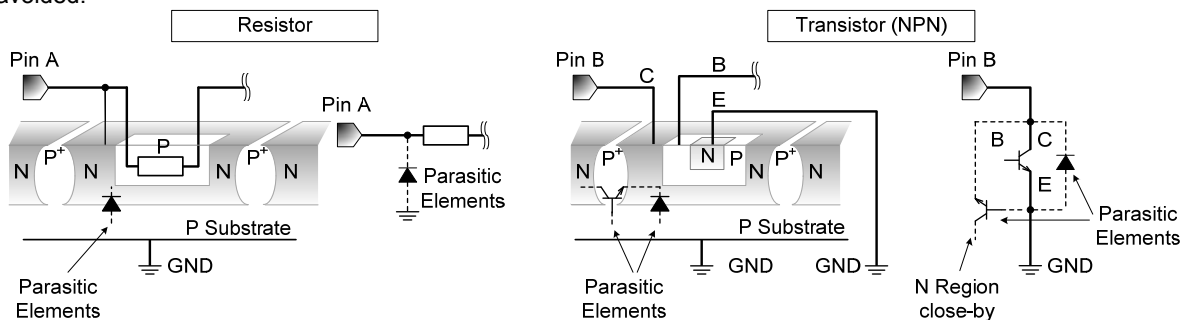 avoided.
Resistor
Transistor (NPN)
Pin A
Pin A
N
P+
N
P
N
P+
N
Parasitic
Elements
P Substrate
GND
Parasitic
Elements
Pin B
C
B
E
N
P+
N
N
P
N
P+
N
P Substrate
GND
GND
Parasitic
Elements
Pin B
B
C
E
Parasitic
Elements
GND
N Region
close-by